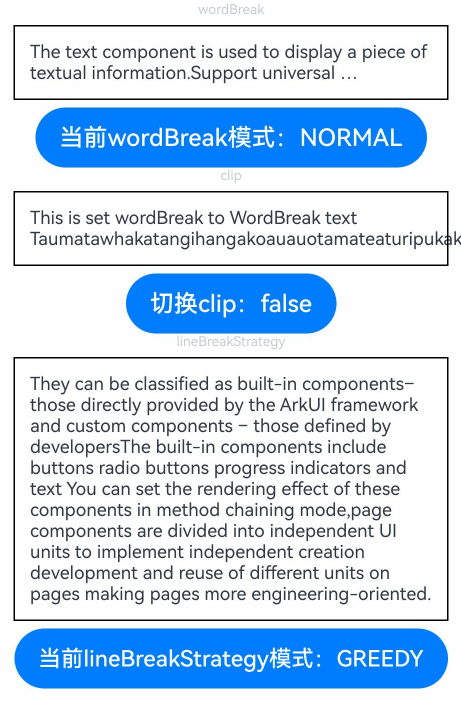 wordBreak
The text component is used to display a piece of
textual information.Support universal ...
当前wordBreak模式：NORMAL
clip
This is set wordBreak to WordBreak text
Taumatawhakatangihangakoauauotamateaturipukak
切换clip：false
lineBreakStrategy
They can be classified as built-in components–
those directly provided by the ArkUI framework
and custom components – those defined by
developersThe built-in components include
buttons radio buttons progress indicators and
text You can set the rendering effect of these
components in method chaining mode,page
components are divided into independent UI
units to implement independent creation
development and reuse of different units on
pages making pages more engineering-oriented.
当前lineBreakStrategy模式：GREEDY